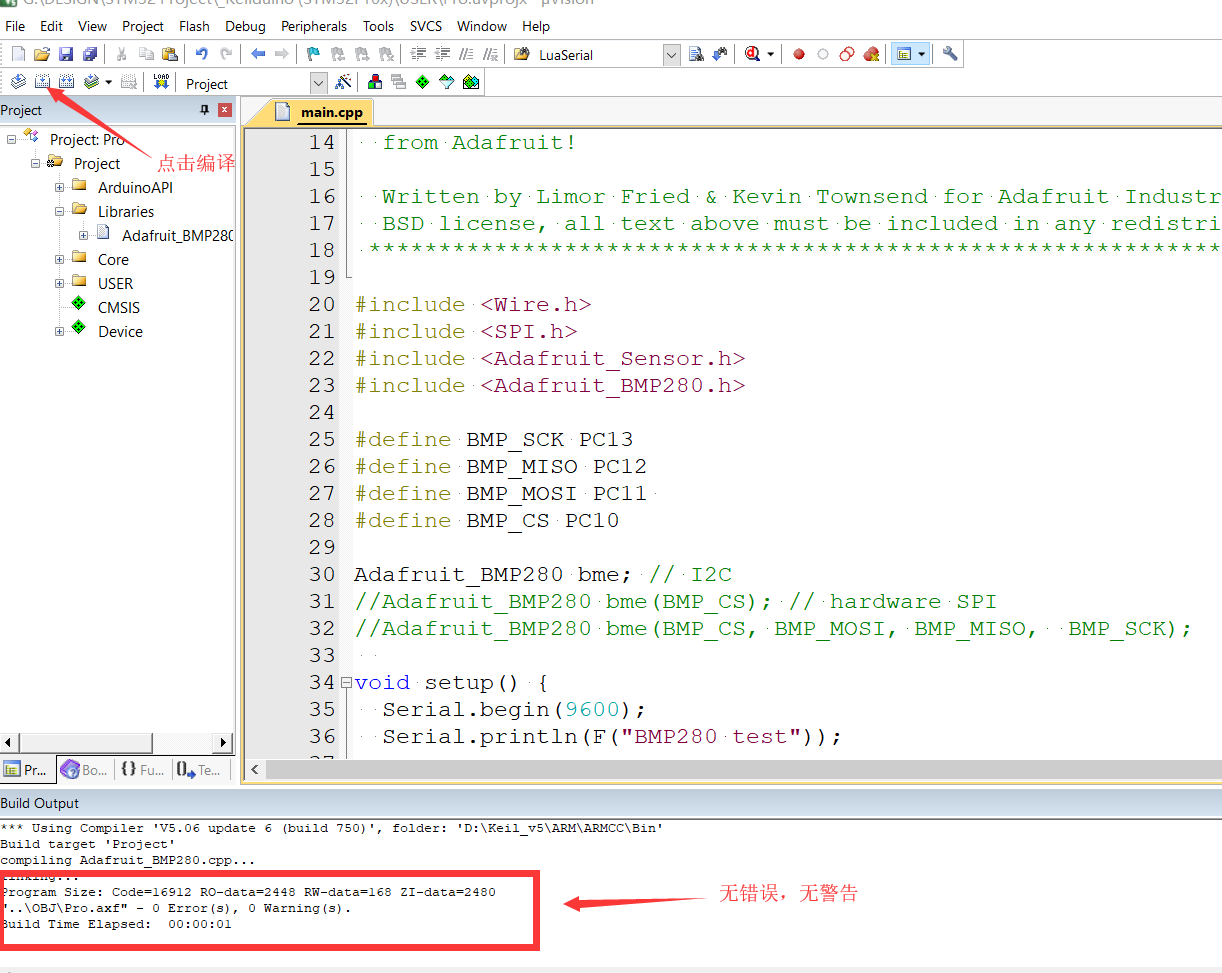 File Edit View Project Flash Debug Peripherals Tools SVCS Window Help
LuaSerial
LOAD
Project
Project
main.cpp
Project: Pro
点击编译
Project
ArduinoAPI
Libraries
Adafruit_BMP280
Core
USER
CMSIS
Device
14 from Adafruit!
15
16 Written by Limor Fried & Kevin Townsend for Adafruit Industr
17 BSD license, all text above must be included in any redistri
18 **************************************************************
19
20 #include <Wire.h>
21 #include <SPI.h>
22 #include <Adafruit_Sensor.h>
23 #include <Adafruit_BMP280.h>
24
25 #define BMP_SCK PC13
26 #define BMP_MISO PC12
27 #define BMP_MOSI PC11
28 #define BMP_CS PC10
29
30 Adafruit_BMP280 bme; // I2C
31 //Adafruit_BMP280 bme(BMP_CS); // hardware SPI
32 //Adafruit_BMP280 bme(BMP_CS, BMP_MOSI, BMP_MISO,  BMP_SCK);
33
34 void setup() {
35 Serial.begin(9600);
36 Serial.println(F("BMP280 test"));
Pr... Bo... {} Fu... Te...
Build Output
*** Using Compiler 'V5.06 update 6 (build 750)', folder: 'D:\Keil_v5\ARM\ARMCC\Bin'
Build target 'Project'
compiling Adafruit_BMP280.cpp...
linking...
Program Size: Code=16912 RO-data=2448 RW-data=168 ZI-data=2480
"..\OBJ\Pro.axf" - 0 Error(s), 0 Warning(s).
Build Time Elapsed:  00:00:01
无错误，无警告